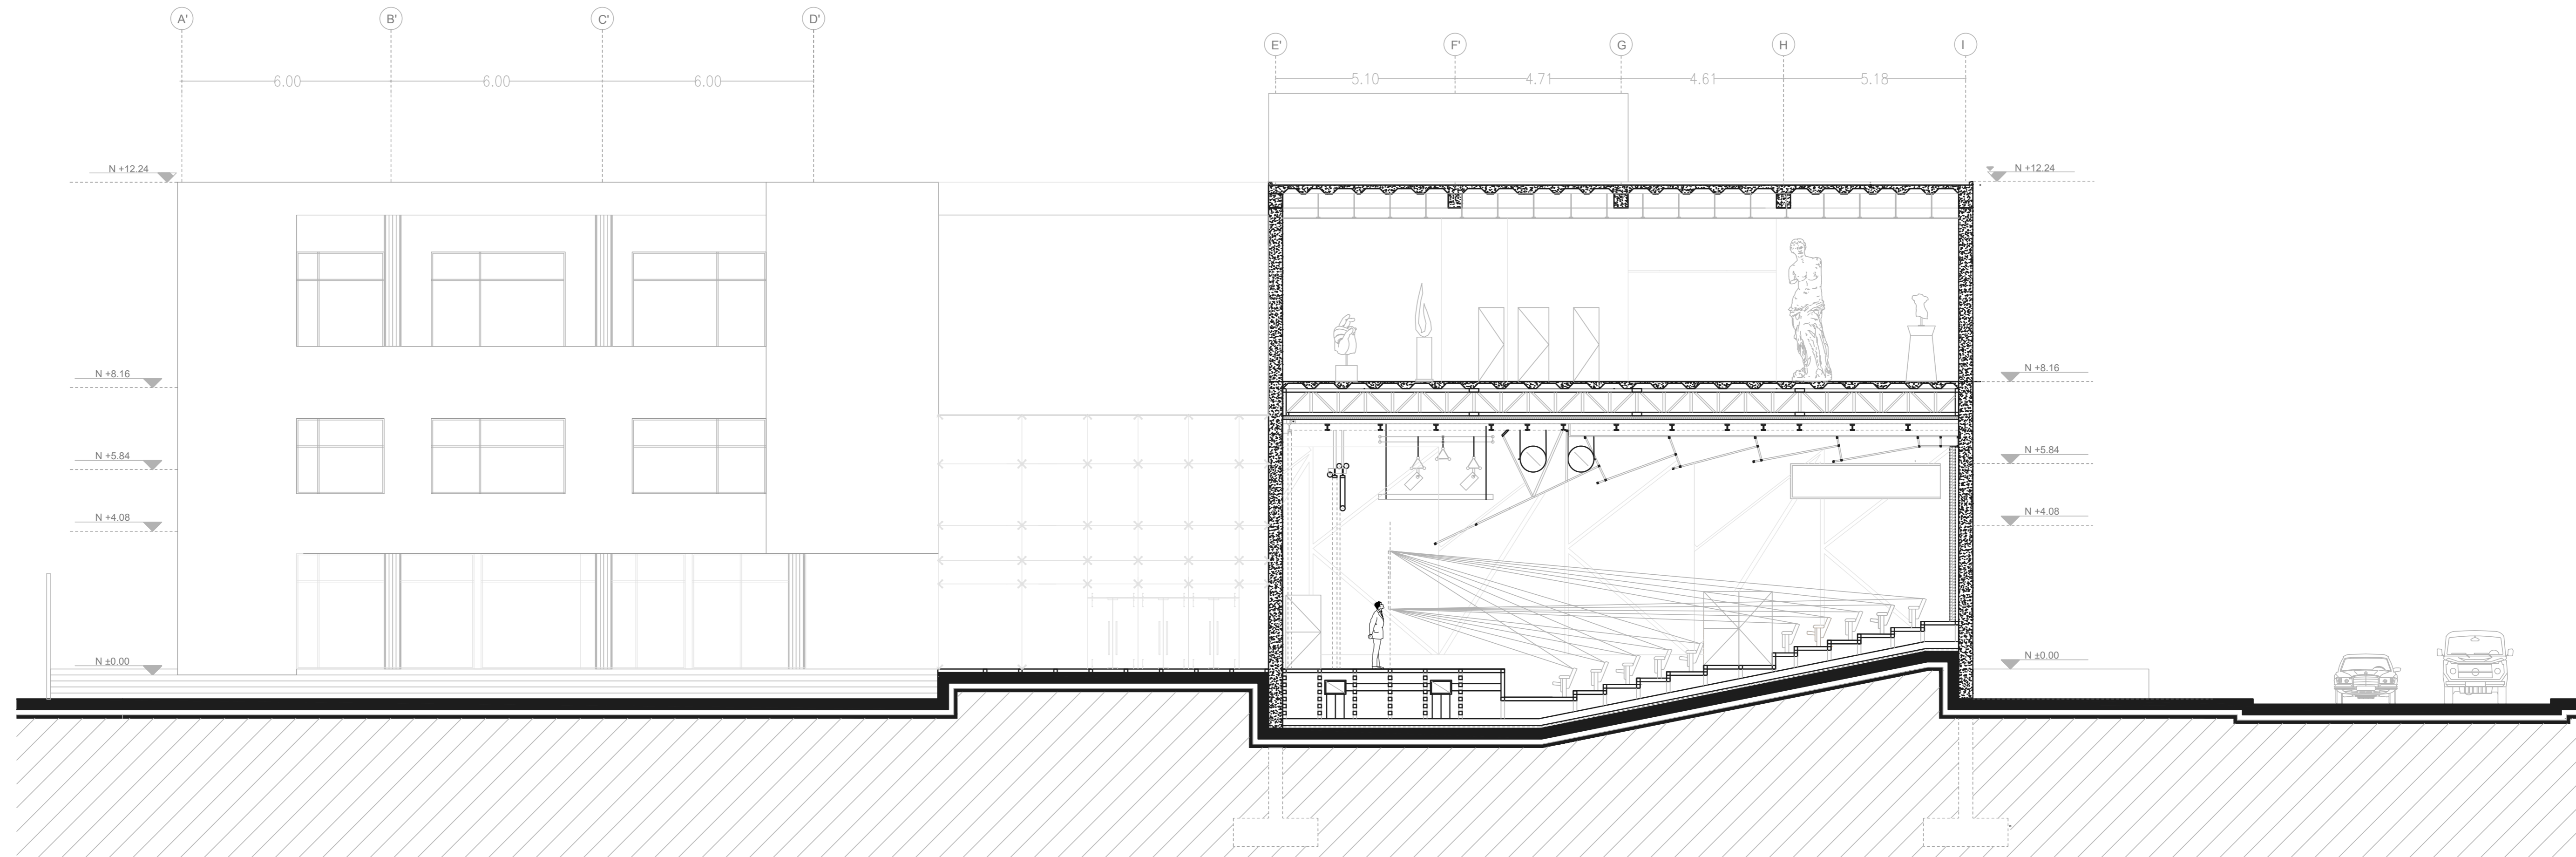 A' B' C' D'
E' F' G H I
6.00 6.00 6.00
5.10 4.71 4.61 5.18
N +12.24
N +12.24
N +8.16
N +8.16
N +5.84
N +5.84
N +4.08
N +4.08
N ±0.00
N ±0.00